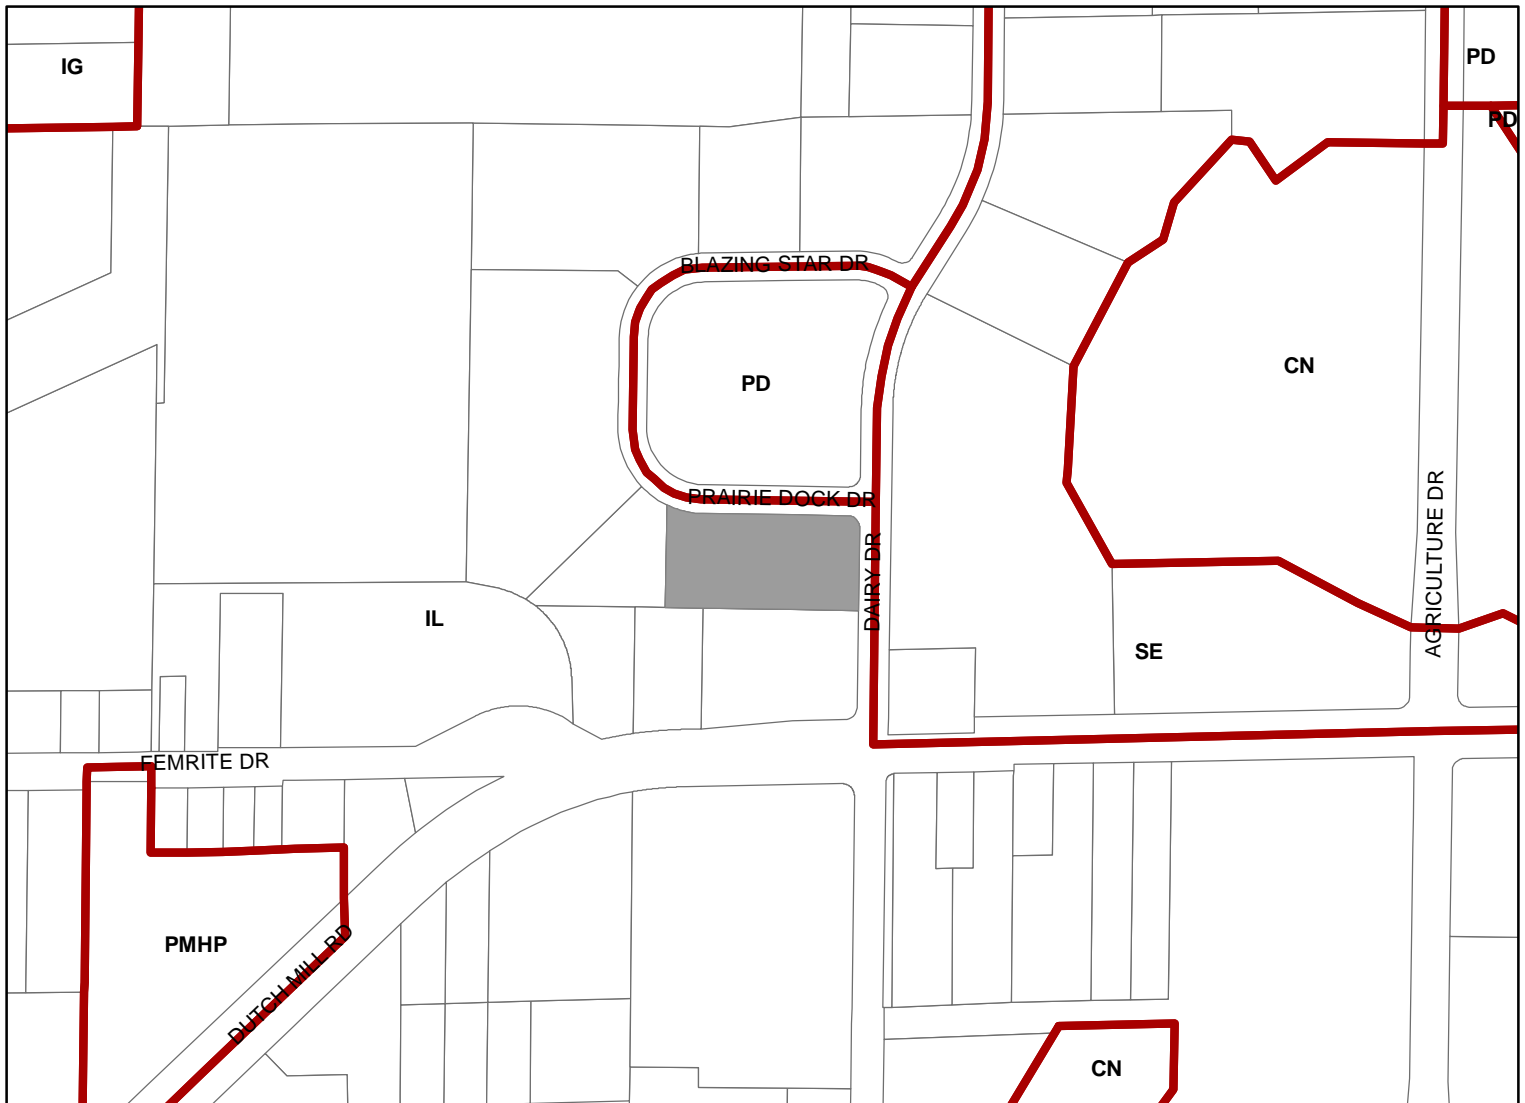 IG
PD
PD
BLAZING STAR DR
CN
PD
PRAIRIE DOCK DR
AGRICULTURE DR
DAIRY DR
IL
SE
FEMRITE DR
PMHP
DUTCH MILL RD
CN